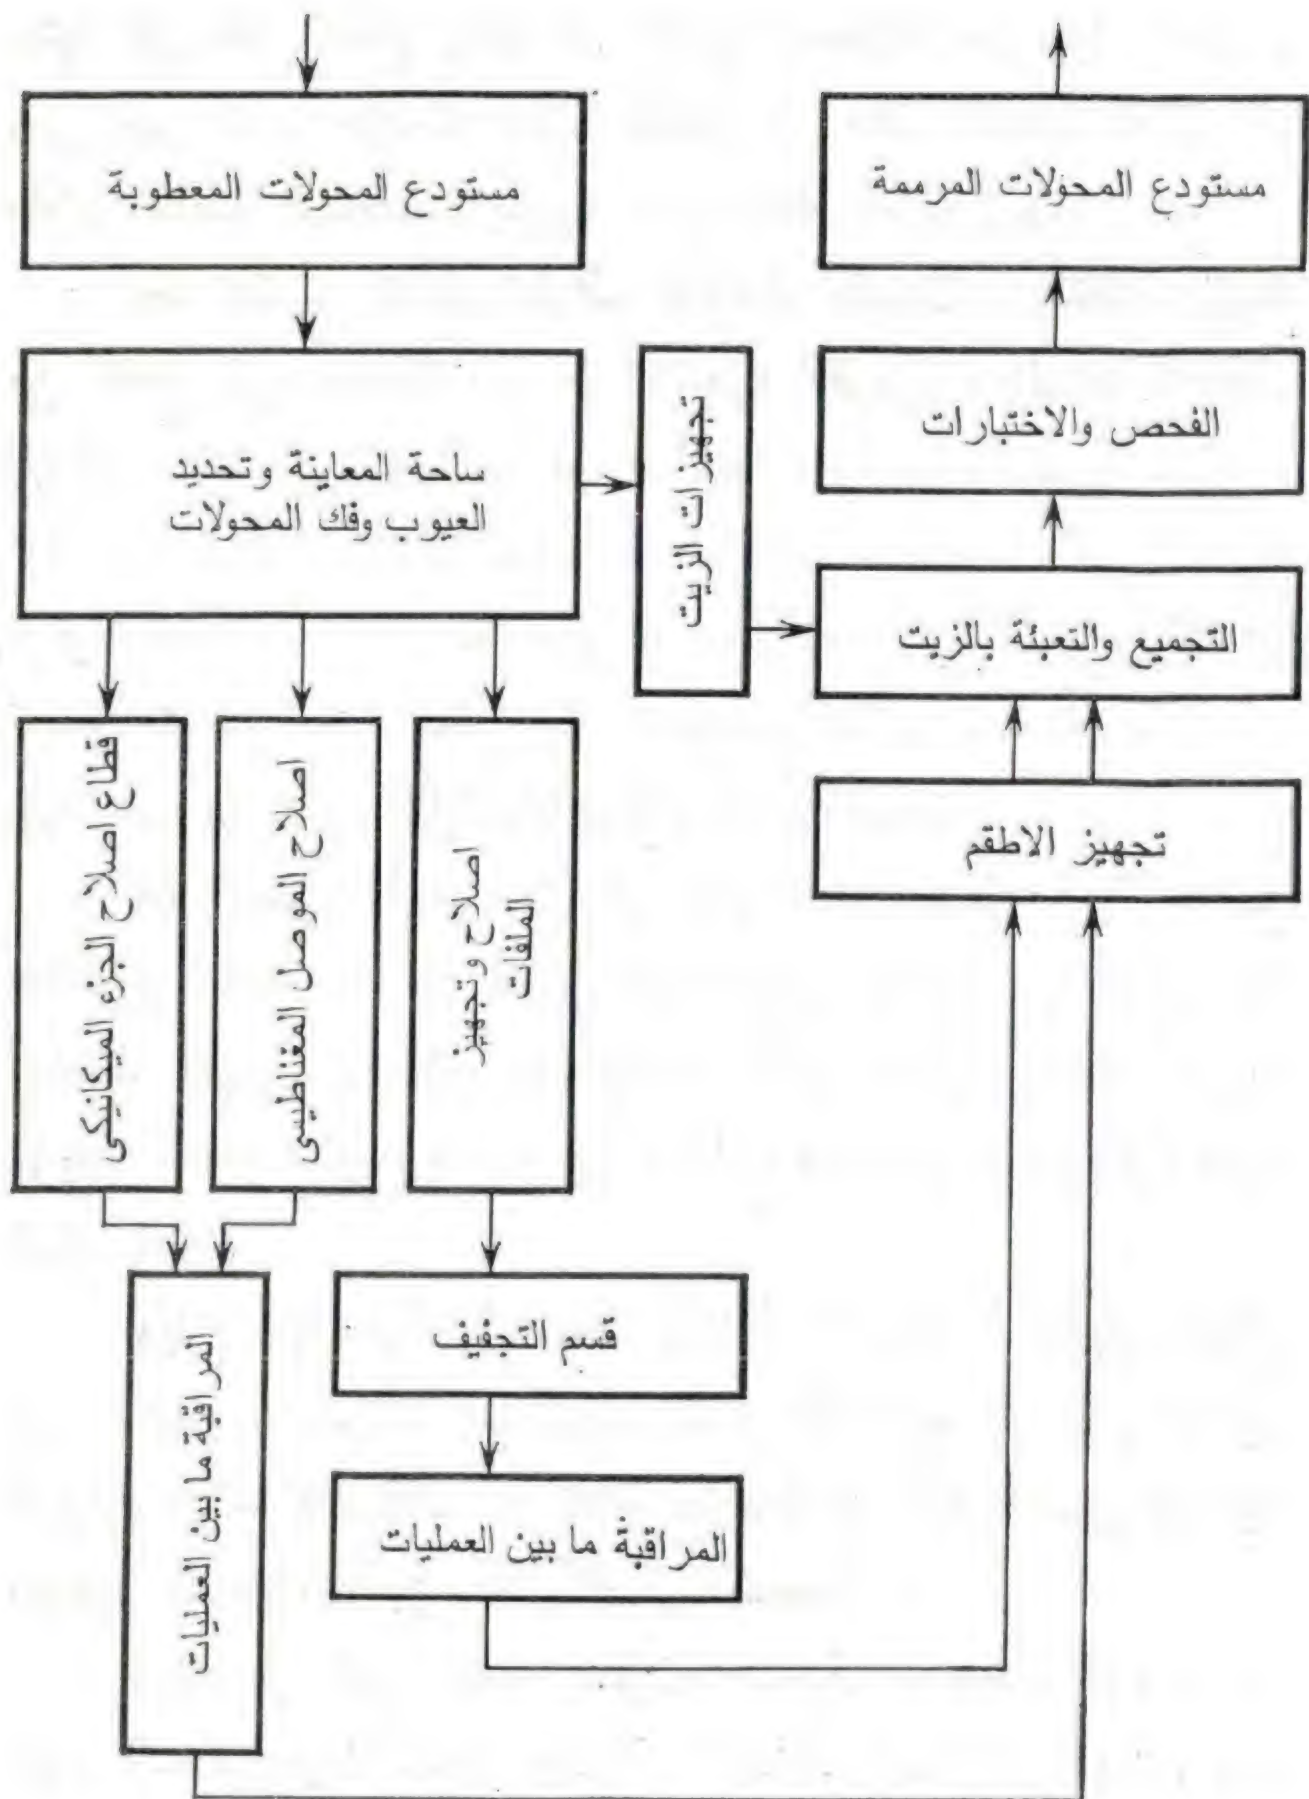 مستودع المحولات المعطوبة
مستودع المحولات المرممة
ساحة المعاينة وتحديد
العيوب وفك المحولات
تجهيزات الزيت
الفحص والاختبارات
التجميع والتعبئة بالزيت
تجهيز الاطقم
قطاع اصلاح الجزء الميكانيكى
اصلاح الموصل المغناطيسى
اصلاح وتجهيز
الملفات
قسم التجفيف
المراقبة ما بين العمليات
المراقبة ما بين العمليات